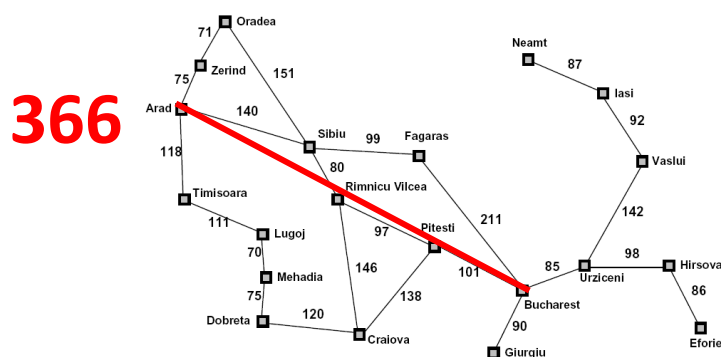 Oradea
71
Neamt
87
Zerind
151
75
Iasi
366
Arad
140
92
Sibiu
99
Fagaras
118
Vaslui
80
Timisoara
Rimnicu Vilcea
142
111
211
Lugoj
97
Pitesti
70
98
Hirsova
146
101
85
Mehadia
Urziceni
86
75
138
Bucharest
120
90
Dobreta
Craiova
Eforie
Giurgiu